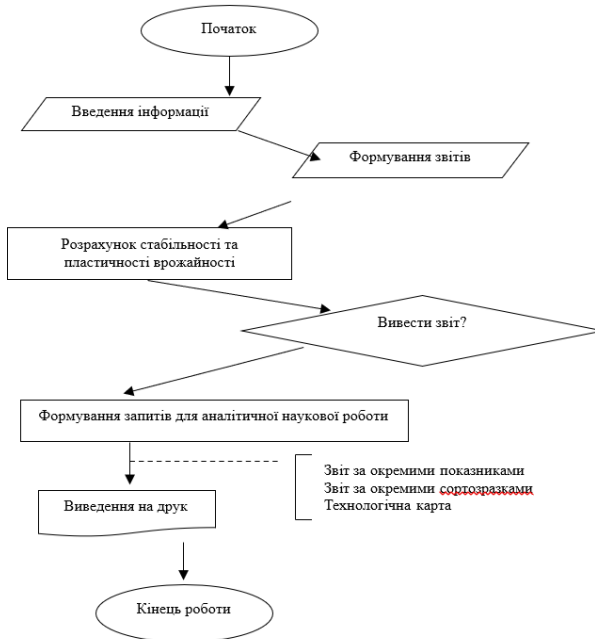 Початок
Введення інформації
Формування звітів
Розрахунок стабільності та
пластичності врожайності
Вивести звіт?
Формування запитів для аналітичної наукової роботи
Звіт за окремими показниками
Звіт за окремими сортозразками
Технологічна карта
Виведення на друк
Кінець роботи